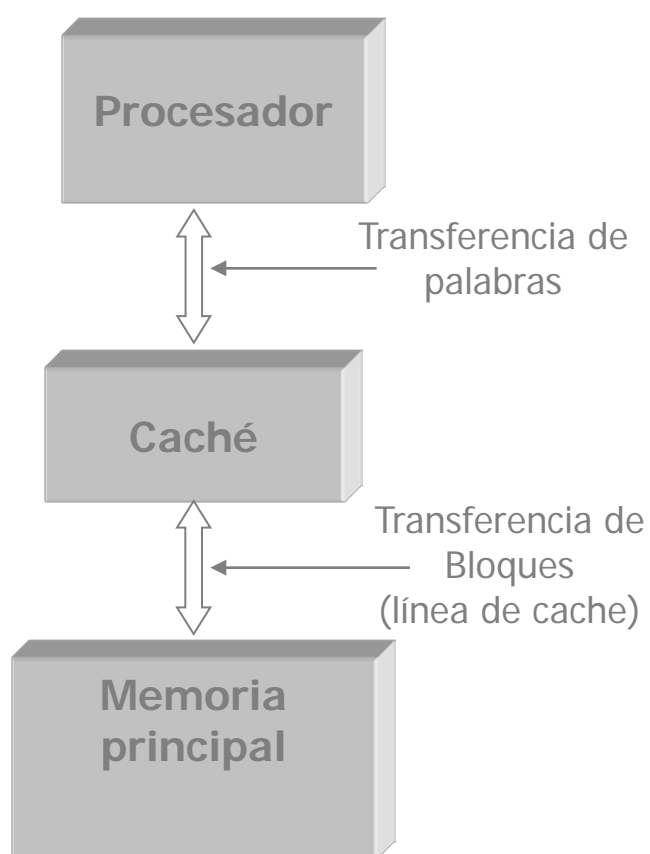 Procesador
Transferencia de
palabras
Caché
Transferencia de
Bloques
(línea de cache)
Memoria
principal